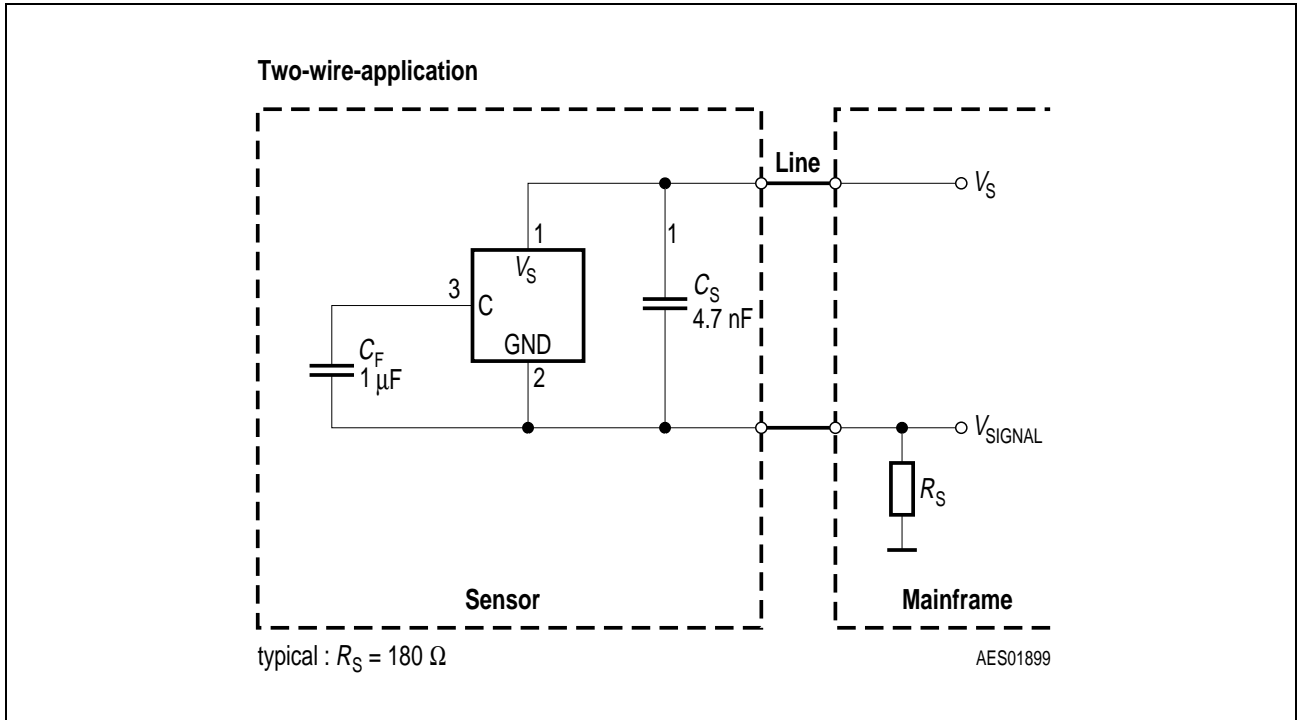 Two-wire-application
Line
V_S
1
1
V_S
3
C
C_S
4.7 nF
GND
C_F
1 μF
2
V_SIGNAL
R_S
Sensor
Mainframe
typical : R_S = 180 Ω
AES01899